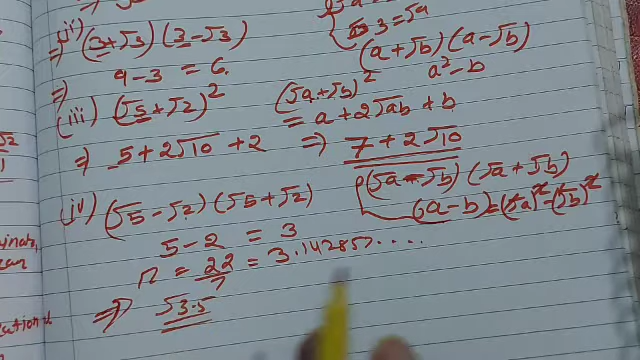 √5 3 = √a
(ii) (a + √b) (a - √b)
⇒ (3 + √3) (3 - √3) a² - b
⇒ 9 - 3 = 6.
(iii) (√5 + √2)² (√a + √b)²
= a + 2√ab + b
⇒ 5 + 2√10 + 2 ⇒ 7 + 2√10
(iv) (√5 - √2) (√5 + √2) (√a - √b) (√a + √b)
5 - 2 = 3 (a - b) = (√a)² - (√b)²
π = 22/7 = 3.142857....
⇒ √3.5